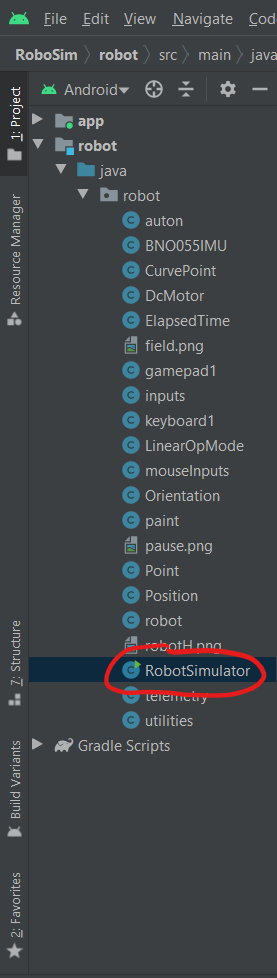 File Edit View Navigate Code
RoboSim robot src main java
1: Project
Android
app
robot
java
robot
Resource Manager
auton
BNO055IMU
CurvePoint
DcMotor
ElapsedTime
field.png
gamepad1
inputs
keyboard1
LinearOpMode
mouseInputs
Orientation
paint
pause.png
Point
Position
robot
robotH.png
RobotSimulator
telemetry
utilities
Gradle Scripts
7: Structure
Build Variants
2: Favorites